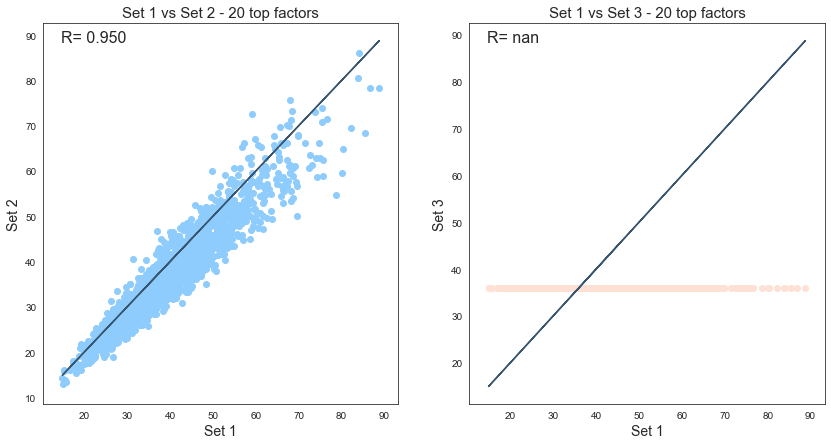 Set 1 vs Set 2 - 20 top factors
R= 0.950
Set 2
90
80
70
60
50
40
30
20
10
20 30 40 50 60 70 80 90
Set 1
Set 1 vs Set 3 - 20 top factors
R= nan
Set 3
90
80
70
60
50
40
30
20
20 30 40 50 60 70 80 90
Set 1